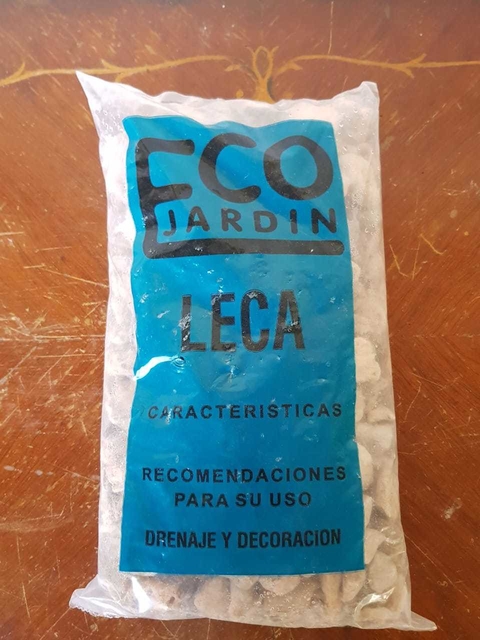 ECO
JARDIN
LECA
CARACTERISTICAS
RECOMENDACIONES
PARA SU USO
DRENAJE Y DECORACION